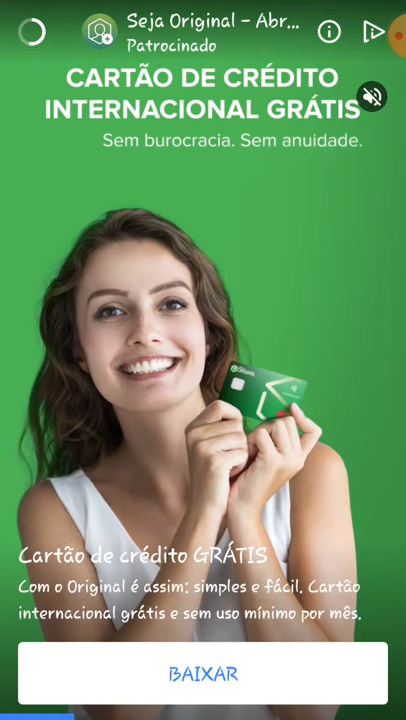 Seja Original - Abr...
Patrocinado
CARTÃO DE CRÉDITO
INTERNACIONAL GRÁTIS
Sem burocracia. Sem anuidade.
Cartão de crédito GRÁTIS
Com o Original é assim: simples e fácil. Cartão
internacional grátis e sem uso mínimo por mês.
BAIXAR